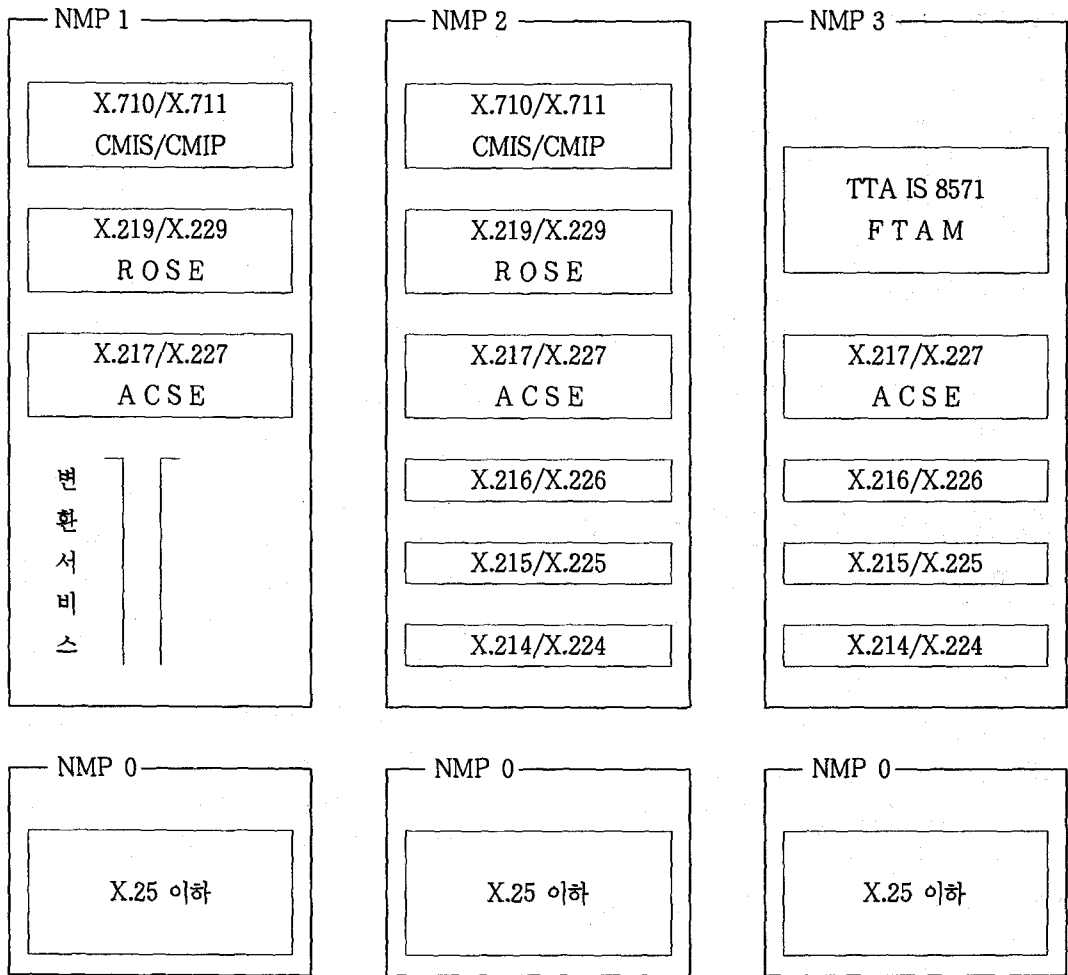 NMP 1
X.710/X.711
CMIS/CMIP
X.219/X.229
R O S E
X.217/X.227
A C S E
변
환
서
비
스
NMP 2
X.710/X.711
CMIS/CMIP
X.219/X.229
R O S E
X.217/X.227
A C S E
X.216/X.226
X.215/X.225
X.214/X.224
NMP 3
TTA IS 8571
F T A M
X.217/X.227
A C S E
X.216/X.226
X.215/X.225
X.214/X.224
NMP 0
X.25 이하
NMP 0
X.25 이하
NMP 0
X.25 이하